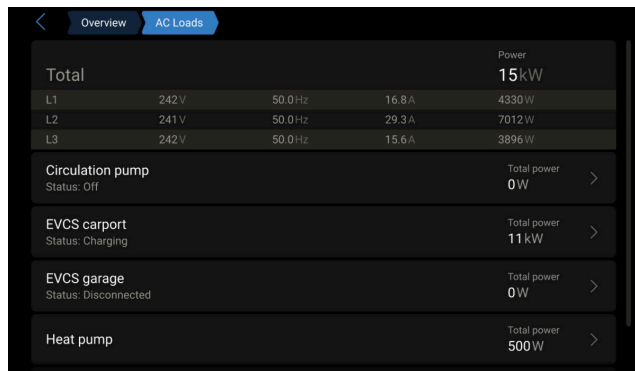 Overview AC Loads
Power
Total 15kW
L1 242V 50.0Hz 16.8A 4330W
L2 241V 50.0Hz 29.3A 7012W
L3 242V 50.0Hz 15.6A 3896W
Circulation pump Total power
Status: Off 0W
EVCS carport Total power
Status: Charging 11kW
EVCS garage Total power
Status: Disconnected 0W
Heat pump Total power
500W